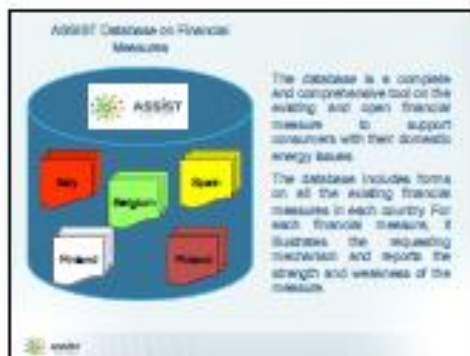 ASSIST Database on Financial
Measures
ASSIST
The database is a complete
and comprehensive tool on the
existing and open financial
measure to support
consumers with their domestic
energy issues.
The database includes forms
on all the existing financial
measures in each country. For
each financial measure, it
illustrates the requesting
mechanism and reports the
strength and weakness of the
measure.
Italy
Spain
Belgium
Finland
Poland
ASSIST